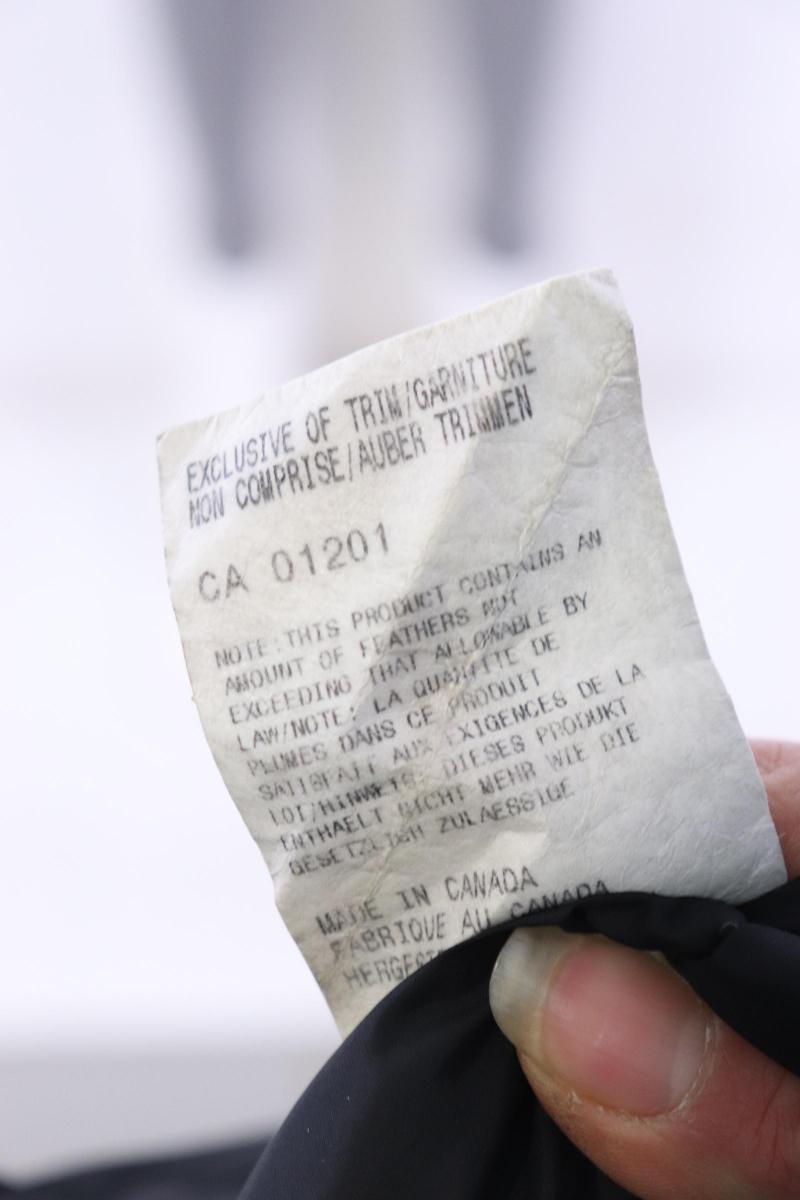 EXCLUSIVE OF TRIM/GARNITURE
NON COMPRISE/AUBER TRIMMEN
CA 01201
NOTE:THIS PRODUCT CONTAINS AN
AMOUNT OF FEATHERS NOT
EXCEEDING THAT ALLOWABLE BY
LAW/NOTE: LA QUANTITE DE
PLUMES DANS CE PRODUIT
SATISFAIT AUX EXIGENCES DE LA
LOI/HINWEIS: DIESES PRODUKT
ENTHAELT NICHT MEHR WIE DIE
GESETZLICH ZULAESSIGE
MADE IN CANADA
FABRIQUE AU CANADA